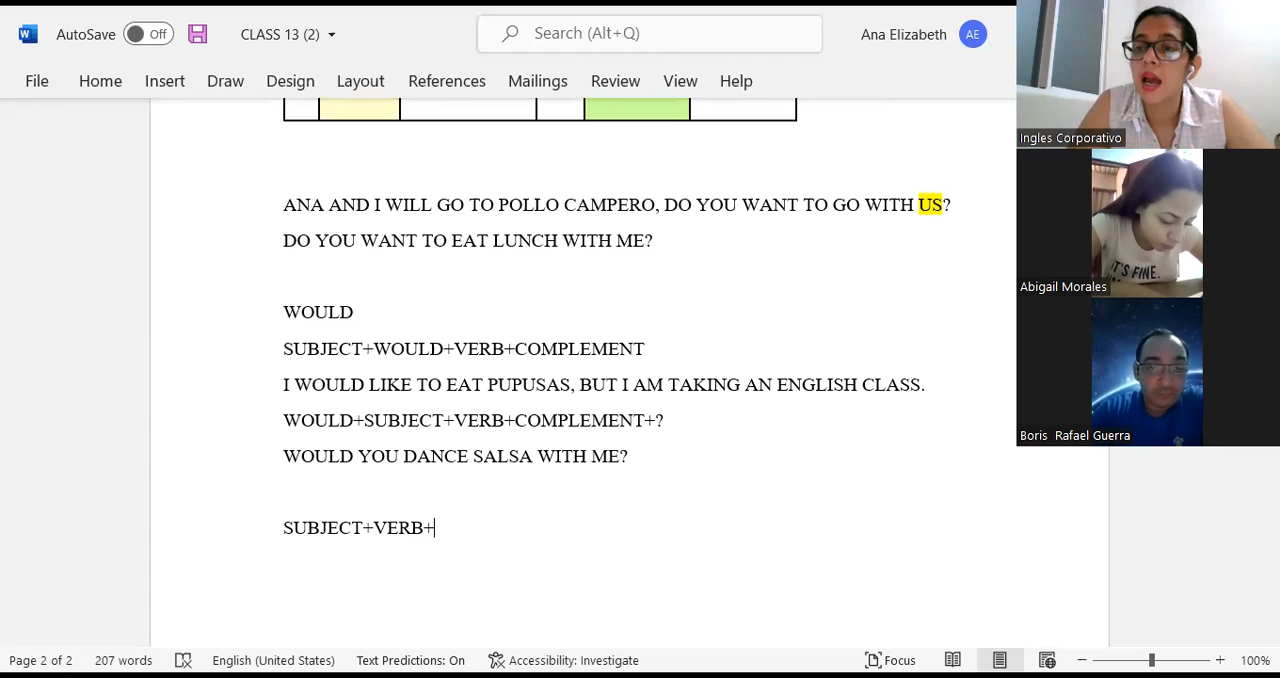 AutoSave Off CLASS 13 (2) Search (Alt+Q) Ana Elizabeth AE
File Home Insert Draw Design Layout References Mailings Review View Help
ANA AND I WILL GO TO POLLO CAMPERO, DO YOU WANT TO GO WITH US?
DO YOU WANT TO EAT LUNCH WITH ME?
WOULD
SUBJECT+WOULD+VERB+COMPLEMENT
I WOULD LIKE TO EAT PUPUSAS, BUT I AM TAKING AN ENGLISH CLASS.
WOULD+SUBJECT+VERB+COMPLEMENT+?
WOULD YOU DANCE SALSA WITH ME?
SUBJECT+VERB+
Page 2 of 2 207 words English (United States) Text Predictions: On Accessibility: Investigate Focus 100%
Ingles Corporativo
IT'S FINE.
Abigail Morales
Boris Rafael Guerra